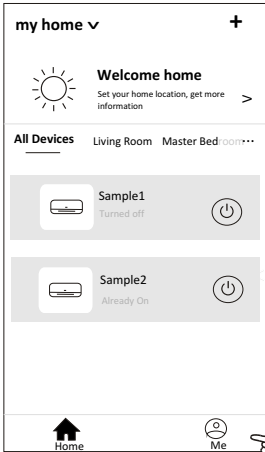 my home
Welcome home
Set your home location, get more
information
All Devices Living Room Master Bedroom
Sample1
Turned off
Sample2
Already On
Home Me